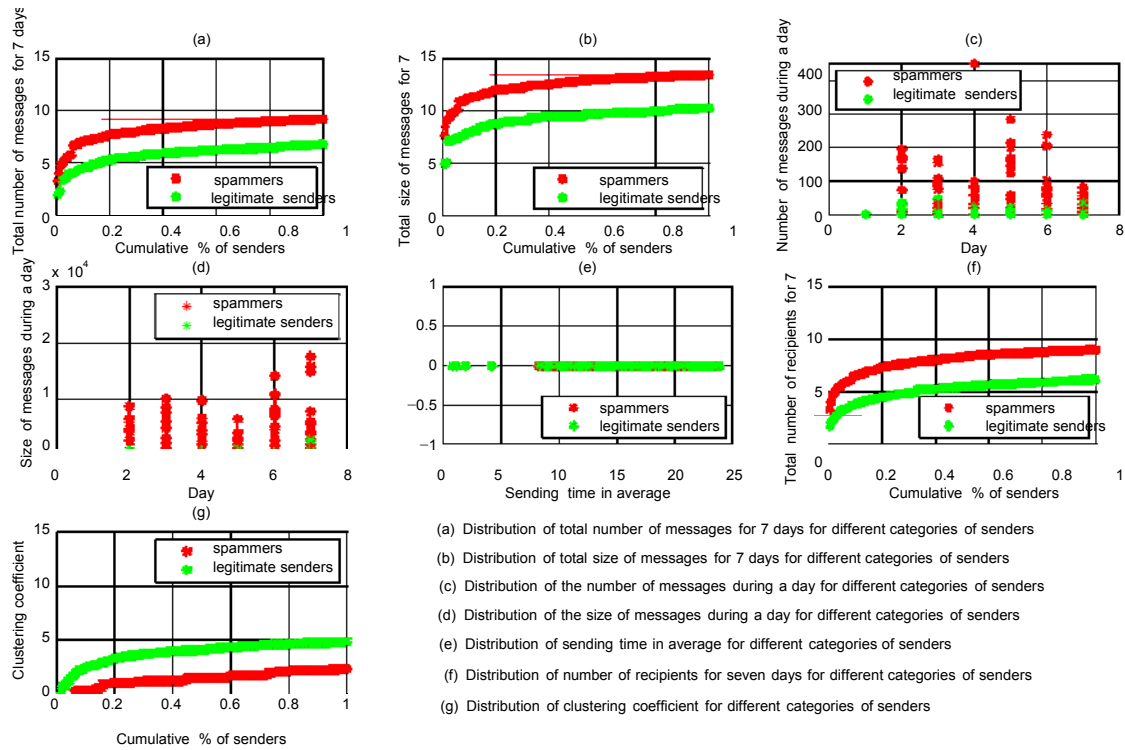 (a)
Total number of messages for 7 days
15
10
5
0
spammers
legitimate senders
0 0.2 0.4 0.6 0.8 1
Cumulative % of senders
(b)
Total size of messages for 7
15
10
5
0
spammers
legitimate senders
0 0.2 0.4 0.6 0.8 1
Cumulative % of senders
(c)
Number of messages during a day
400
300
200
100
0
spammers
legitimate senders
0 2 4 6 8
Day
(d)
x 10^4
Size of messages during a day
3
2
1
0
spammers
legitimate senders
0 2 4 6 8
Day
(e)
1
0.5
0
−0.5
−1
spammers
legitimate senders
0 5 10 15 20 25
Sending time in average
(f)
Total number of recipients for 7
15
10
5
0
spammers
legitimate senders
0 0.2 0.4 0.6 0.8 1
Cumulative % of senders
(g)
Clustering coefficient
15
10
5
0
spammers
legitimate senders
0 0.2 0.4 0.6 0.8 1
Cumulative % of senders
(a) Distribution of total number of messages for 7 days for different categories of senders
(b) Distribution of total size of messages for 7 days for different categories of senders
(c) Distribution of the number of messages during a day for different categories of senders
(d) Distribution of the size of messages during a day for different categories of senders
(e) Distribution of sending time in average for different categories of senders
(f) Distribution of number of recipients for seven days for different categories of senders
(g) Distribution of clustering coefficient for different categories of senders